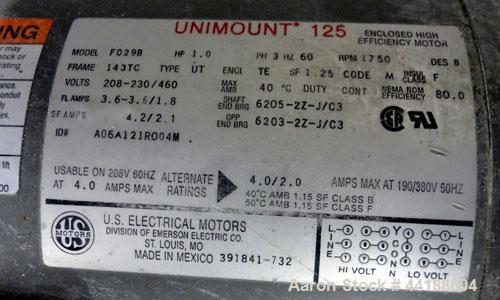 NING
UNIMOUNT® 125
ENCLOSED HIGH
EFFICIENCY MOTOR
MODEL F029B HP 1.0 PH 3 HZ 60 RPM 1750 DES B
FRAME 143TC TYPE UT ENCL TE SF 1.25 CODE M INSUL CLASS F
VOLTS 208-230/460 MAX AMB 40 °C DUTY CONT NEMA NOM EFFICIENCY 80.0
FL AMPS 3.6-3.6/1.8 SHAFT END BRG 6205-2Z-J/C3
SF AMPS 4.2/2.1 OPP END BRG 6203-2Z-J/C3
ID# A06A121R004M
USABLE ON 208V 60HZ AT 4.0 AMPS MAX
ALTERNATE RATINGS
4.0/2.0 AMPS MAX AT 190/380V 50HZ
40°C AMB 1.15 SF CLASS B
50°C AMB 1.15 SF CLASS F
US
MOTORS
U.S. ELECTRICAL MOTORS
DIVISION OF EMERSON ELECTRIC CO.
ST. LOUIS, MO
MADE IN MEXICO 391841-732
LINE
Y CONN
LINE
HI VOLT
LO VOLT
Aaron Stock # 44188004